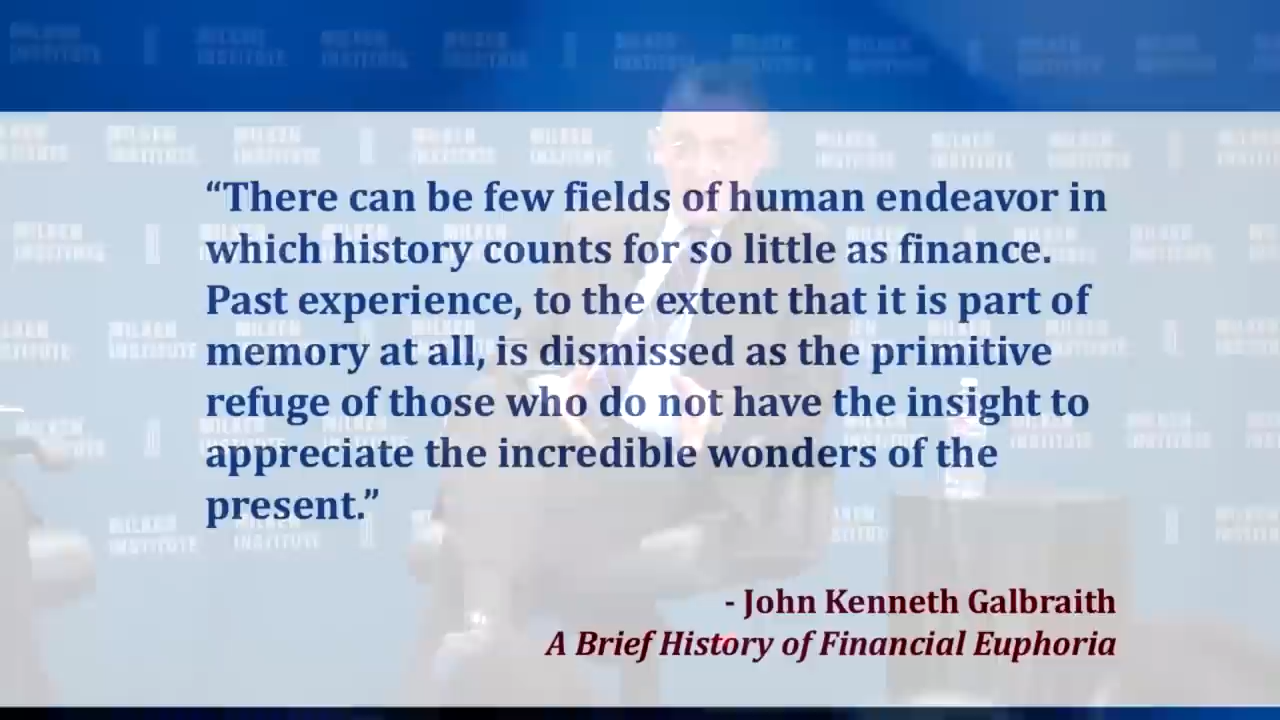 “There can be few fields of human endeavor in
which history counts for so little as finance.
Past experience, to the extent that it is part of
memory at all, is dismissed as the primitive
refuge of those who do not have the insight to
appreciate the incredible wonders of the
present.”
- John Kenneth Galbraith
A Brief History of Financial Euphoria
MILKEN INSTITUTE